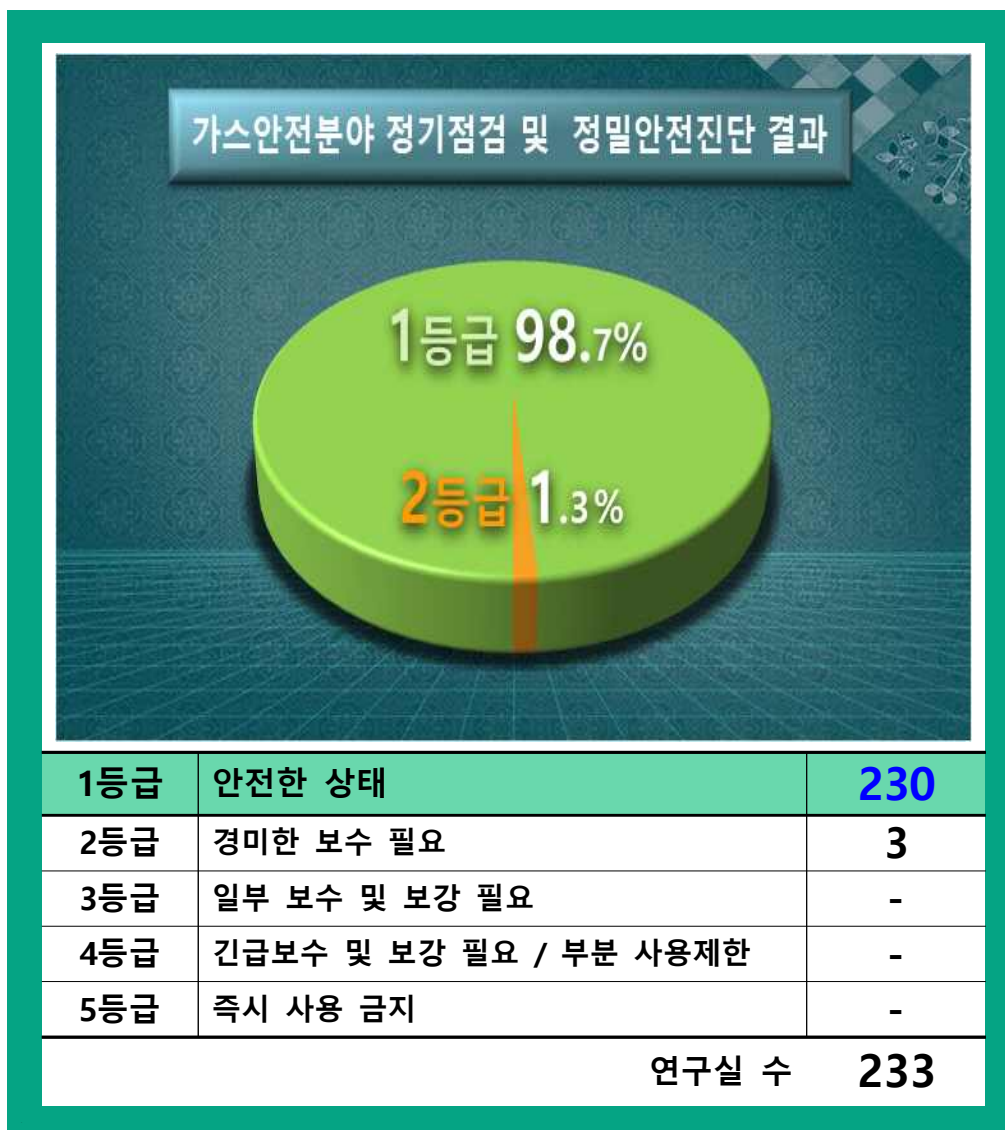 가스안전분야 정기점검 및 정밀안전진단 결과
1등급 98.7%
2등급 1.3%
1등급 안전한 상태 230
2등급 경미한 보수 필요 3
3등급 일부 보수 및 보강 필요 -
4등급 긴급보수 및 보강 필요 / 부분 사용제한 -
5등급 즉시 사용 금지 -
연구실 수 233